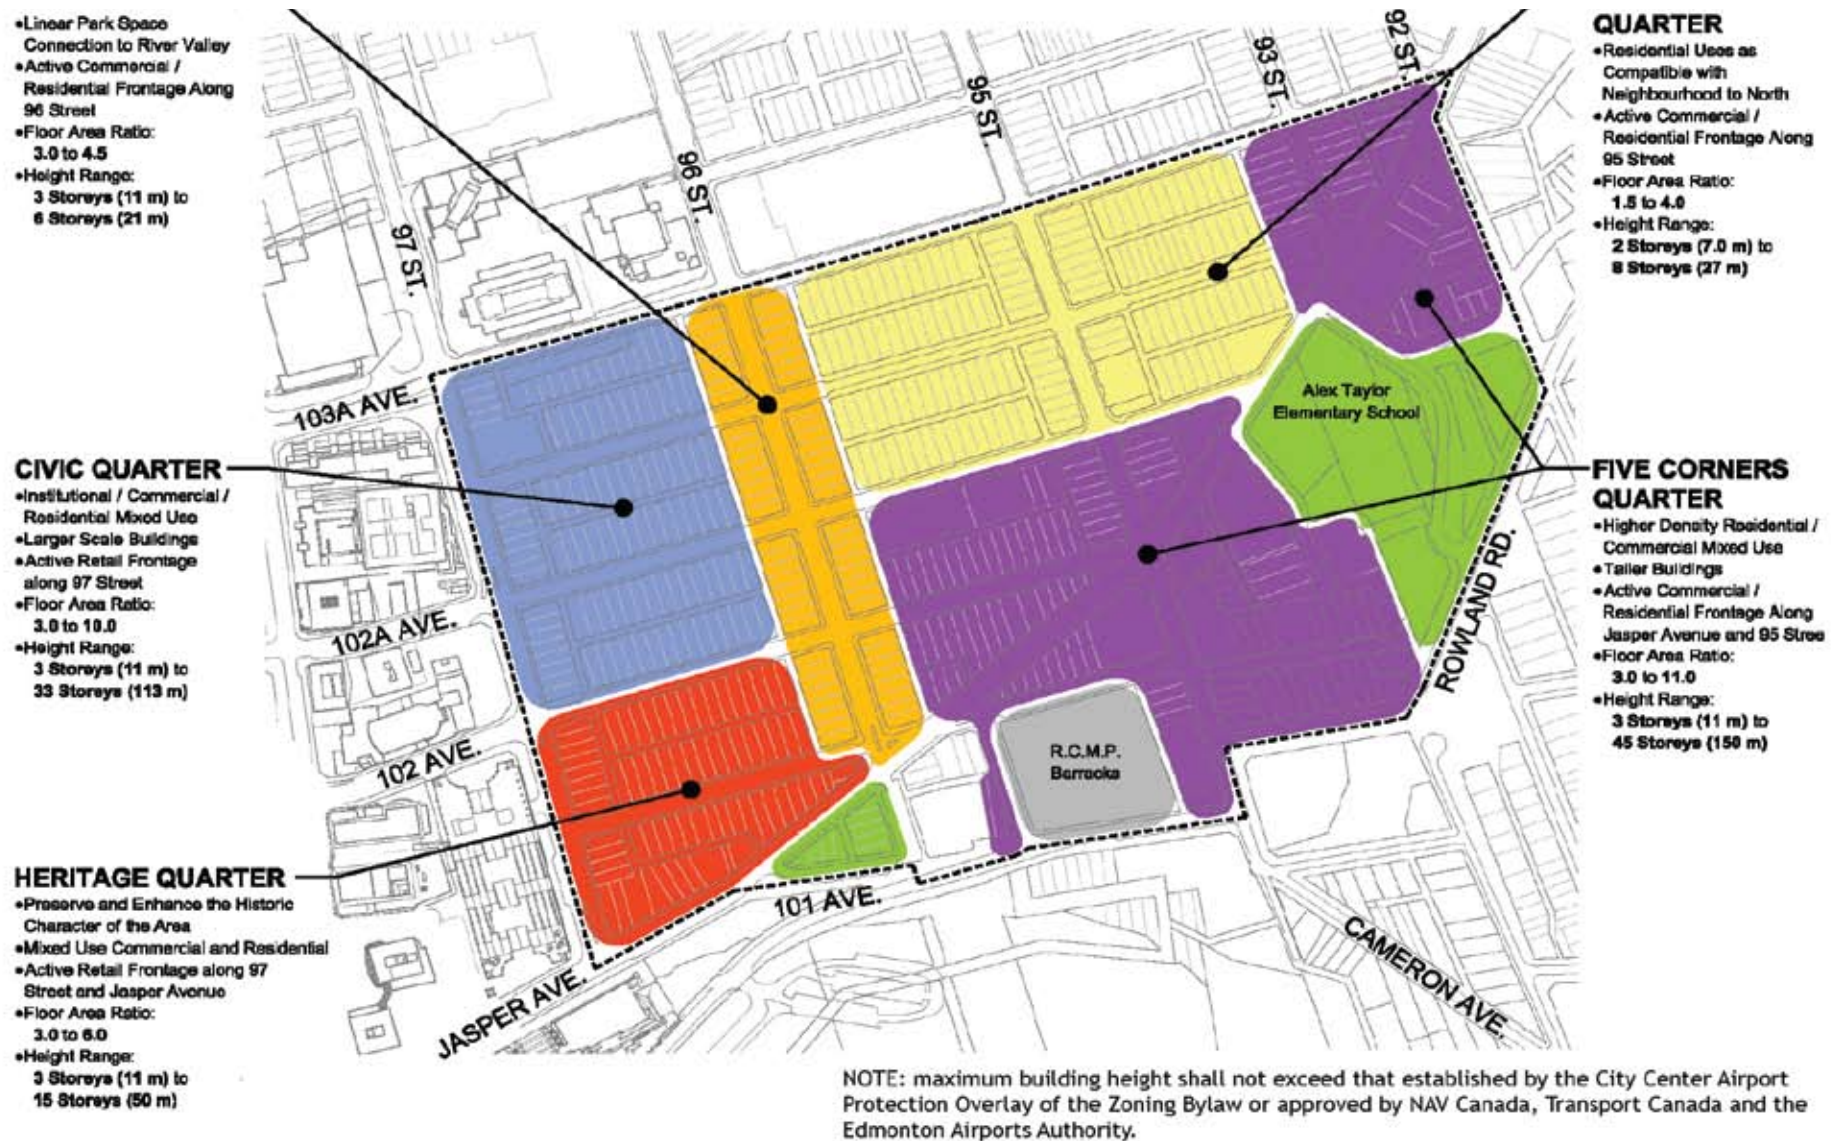 •Linear Park Space
Connection to River Valley
•Active Commercial /
Residential Frontage Along
96 Street
•Floor Area Ratio:
3.0 to 4.5
•Height Range:
3 Storeys (11 m) to
6 Storeys (21 m)
CIVIC QUARTER
•Institutional / Commercial /
Residential Mixed Use
•Larger Scale Buildings
•Active Retail Frontage
along 97 Street
•Floor Area Ratio:
3.0 to 10.0
•Height Range:
3 Storeys (11 m) to
33 Storeys (113 m)
HERITAGE QUARTER
•Preserve and Enhance the Historic
Character of the Area
•Mixed Use Commercial and Residential
•Active Retail Frontage along 97
Street and Jasper Avenue
•Floor Area Ratio:
3.0 to 6.0
•Height Range:
3 Storeys (11 m) to
15 Storeys (50 m)
97 ST.
96 ST.
95 ST.
93 ST.
92 ST.
103A AVE.
102A AVE.
102 AVE.
JASPER AVE.
101 AVE.
CAMERON AVE.
ROWLAND RD.
Alex Taylor
Elementary School
R.C.M.P.
Barracks
QUARTER
•Residential Uses as
Compatible with
Neighbourhood to North
•Active Commercial /
Residential Frontage Along
95 Street
•Floor Area Ratio:
1.5 to 4.0
•Height Range:
2 Storeys (7.0 m) to
8 Storeys (27 m)
FIVE CORNERS
QUARTER
•Higher Density Residential /
Commercial Mixed Use
•Taller Buildings
•Active Commercial /
Residential Frontage Along
Jasper Avenue and 95 Stree
•Floor Area Ratio:
3.0 to 11.0
•Height Range:
3 Storeys (11 m) to
45 Storeys (150 m)
NOTE: maximum building height shall not exceed that established by the City Center Airport
Protection Overlay of the Zoning Bylaw or approved by NAV Canada, Transport Canada and the
Edmonton Airports Authority.